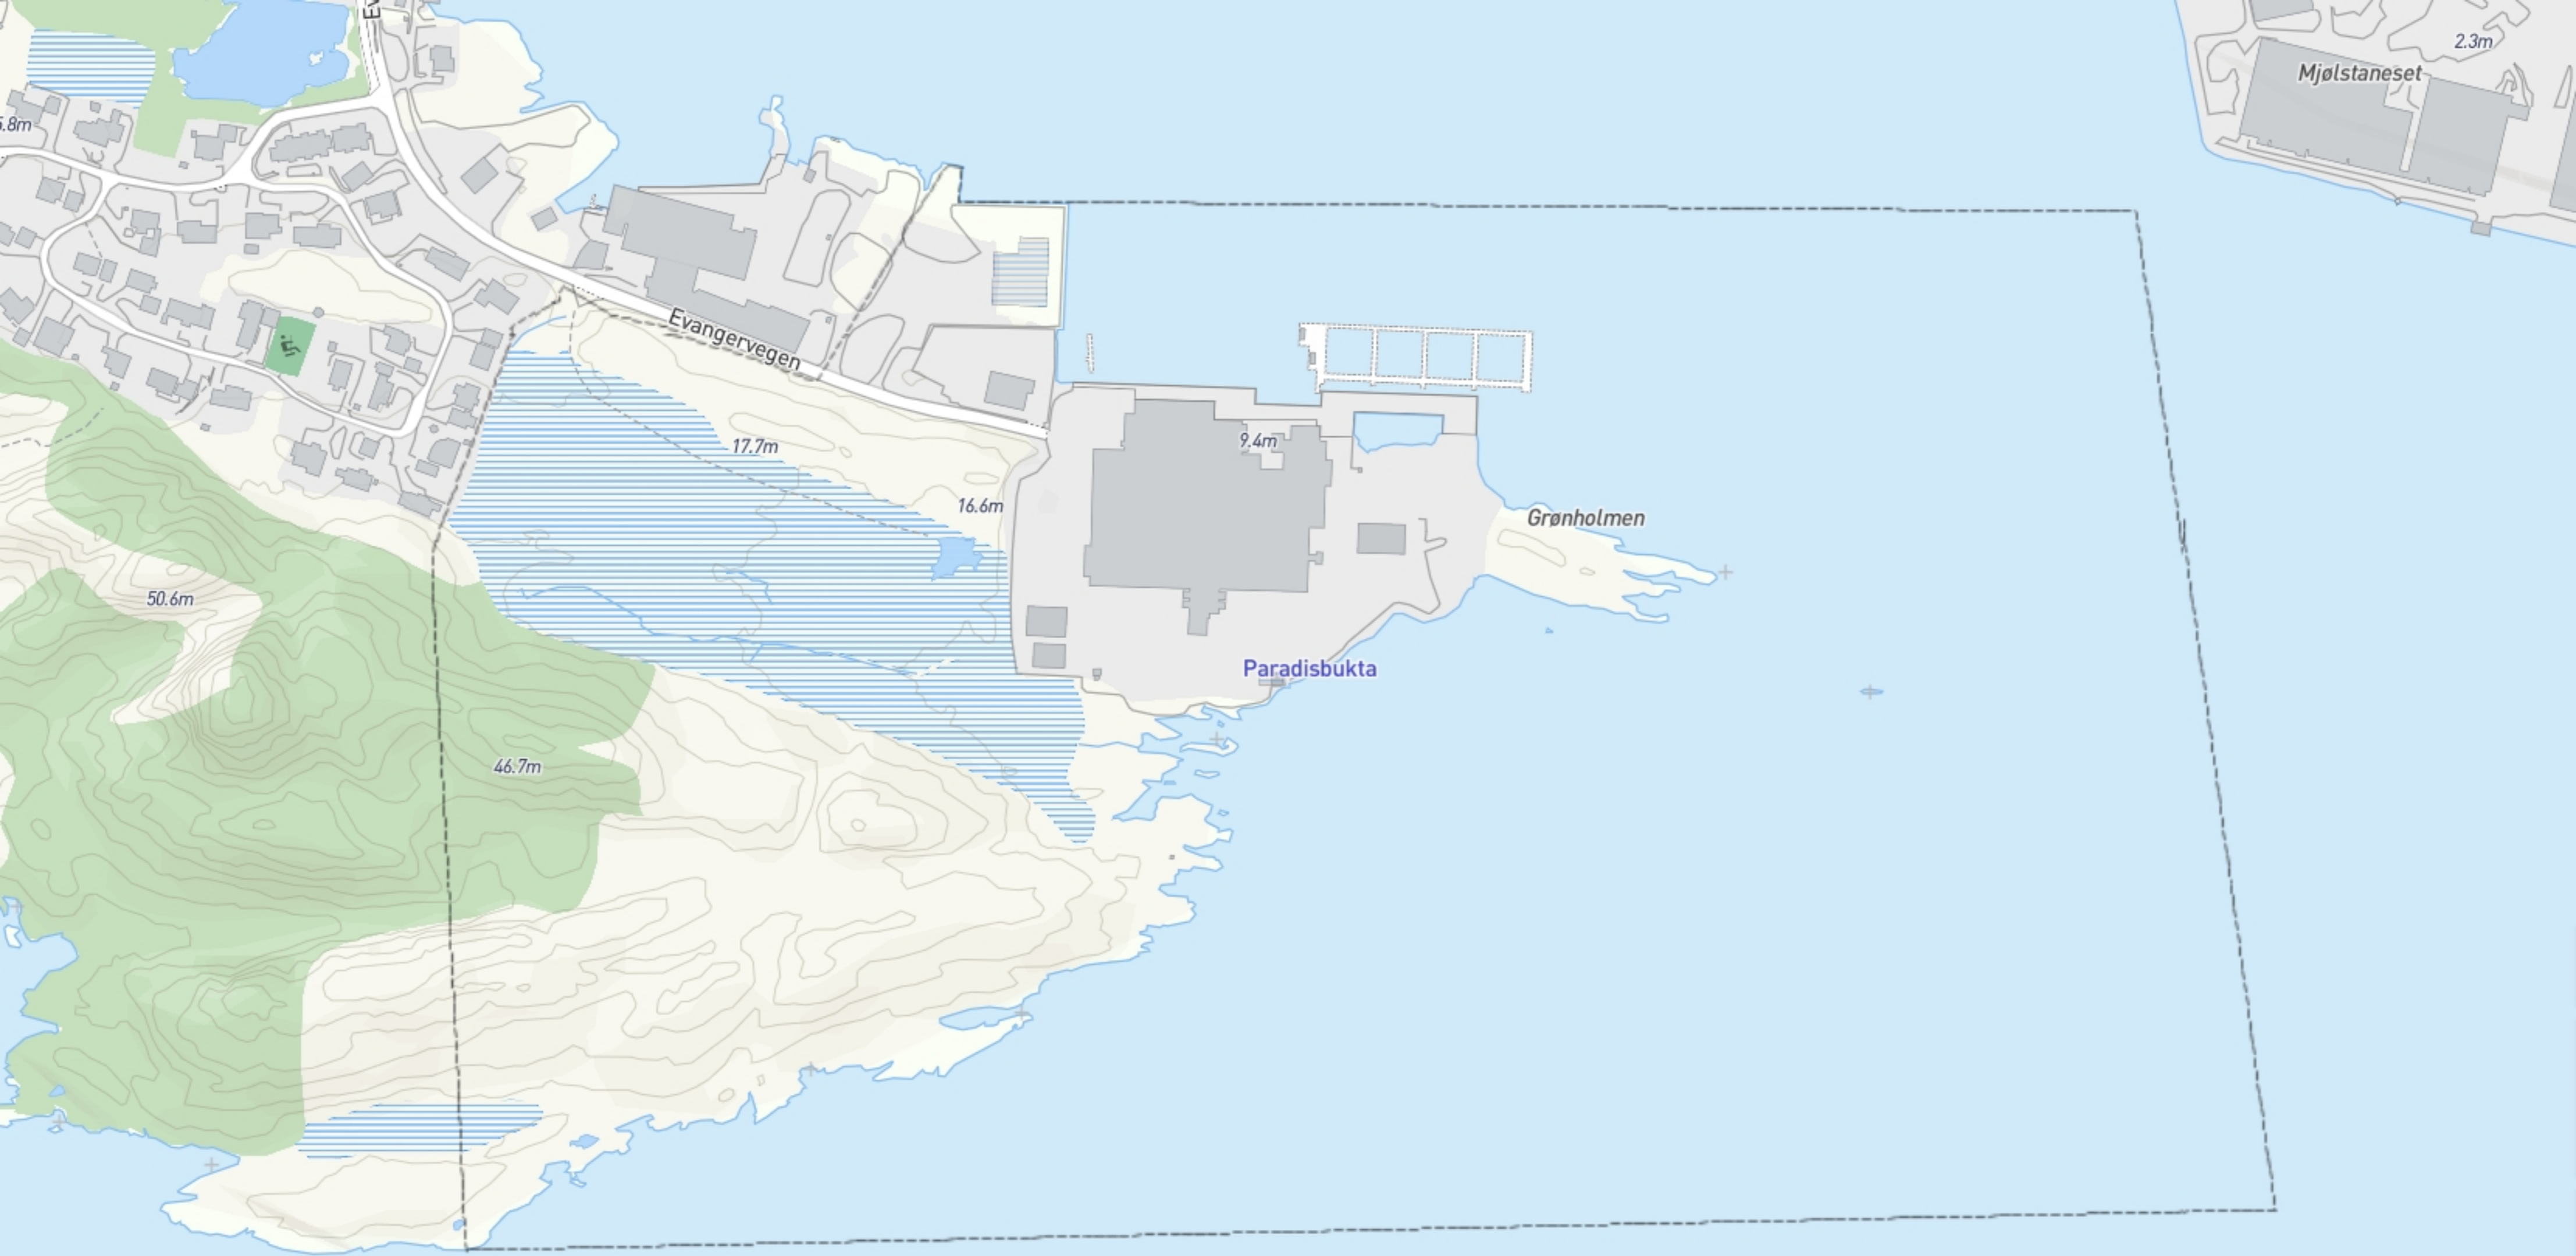 2.3m
Mjølstaneset
Evangervegen
17.7m
9.4m
16.6m
Grønholmen
50.6m
Paradisbukta
46.7m